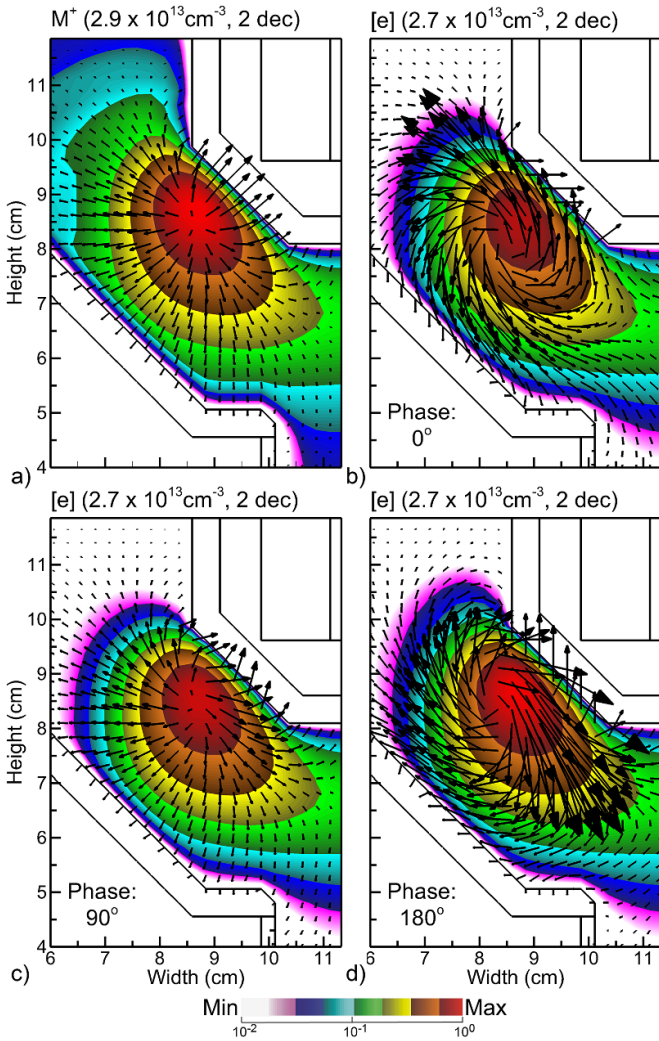 M⁺ (2.9 x 10¹³cm⁻³, 2 dec)
[e] (2.7 x 10¹³cm⁻³, 2 dec)
Height (cm)
11
10
9
8
7
6
5
4
a)
b)
Phase:
0°
[e] (2.7 x 10¹³cm⁻³, 2 dec)
[e] (2.7 x 10¹³cm⁻³, 2 dec)
Height (cm)
11
10
9
8
7
6
5
4
Phase:
90°
Phase:
180°
6 7 8 9 10 11
6 7 8 9 10 11
c)
Width (cm)
d)
Width (cm)
Min
Max
10⁻²
10⁻¹
10⁰